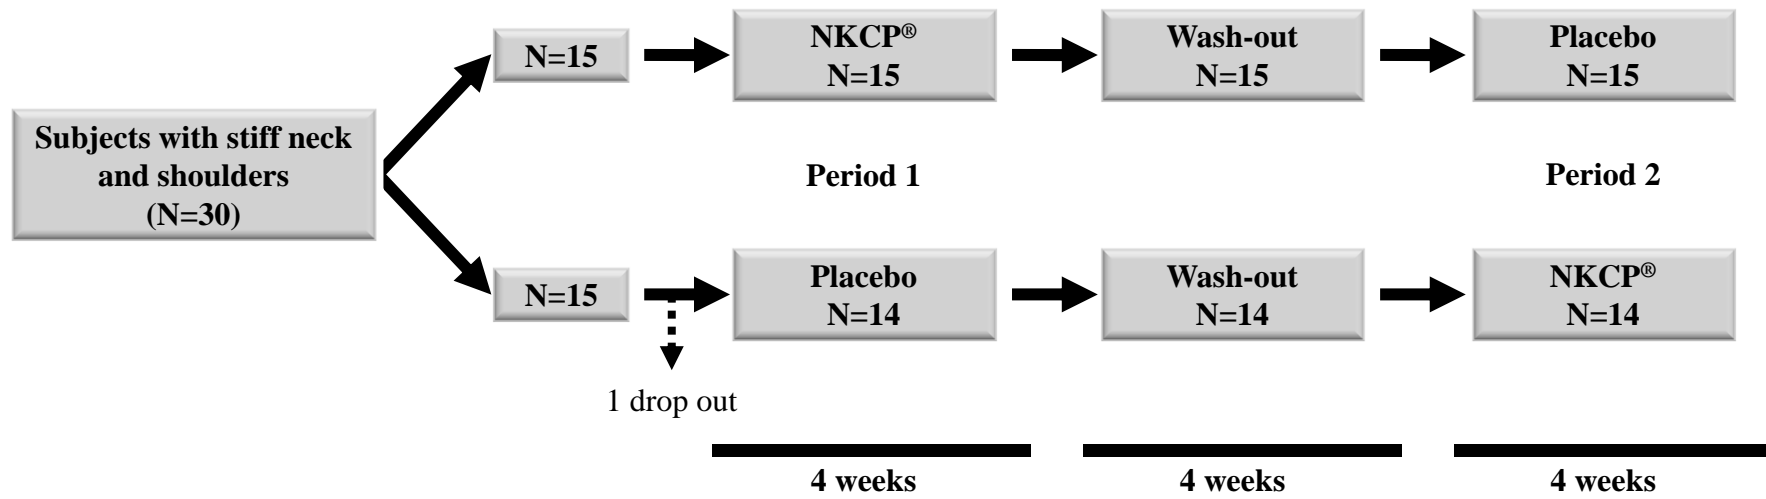 Subjects with stiff neck
and shoulders
(N=30)
N=15
NKCP®
N=15
Wash-out
N=15
Placebo
N=15
Period 1
Period 2
N=15
1 drop out
Placebo
N=14
Wash-out
N=14
NKCP®
N=14
4 weeks
4 weeks
4 weeks